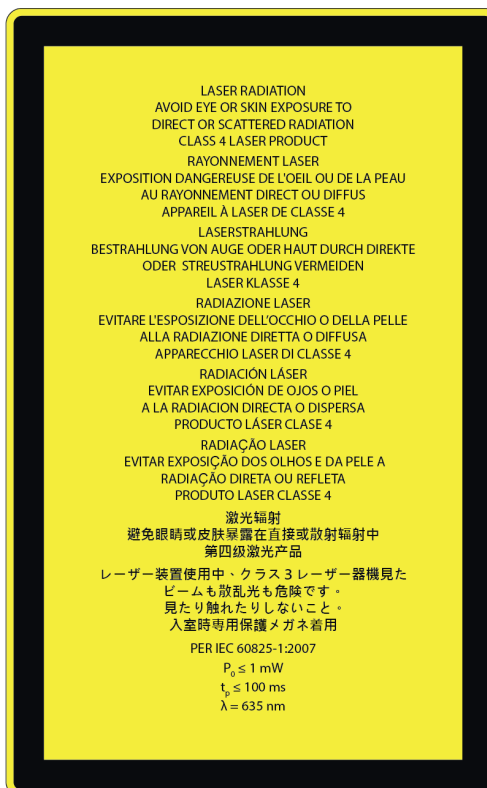 LASER RADIATION
AVOID EYE OR SKIN EXPOSURE TO
DIRECT OR SCATTERED RADIATION
CLASS 4 LASER PRODUCT
RAYONNEMENT LASER
EXPOSITION DANGEREUSE DE L'OEIL OU DE LA PEAU
AU RAYONNEMENT DIRECT OU DIFFUS
APPAREIL À LASER DE CLASSE 4
LASERSTRAHLUNG
BESTRAHLUNG VON AUGE ODER HAUT DURCH DIREKTE
ODER STREUSTRAHLUNG VERMEIDEN
LASER KLASSE 4
RADIAZIONE LASER
EVITARE L'ESPOSIZIONE DELL’OCCHIO O DELLA PELLE
ALLA RADIAZIONE DIRETTA O DIFFUSA
APPARECCHIO LASER DI CLASSE 4
RADIACIÓN LÁSER
EVITAR EXPOSICIÓN DE OJOS O PIEL
A LA RADIACION DIRECTA O DISPERSA
PRODUCTO LÁSER CLASE 4
RADIAÇÃO LASER
EVITAR EXPOSIÇÃO DOS OLHOS E DA PELE A
RADIAÇÃO DIRETA OU REFLETA
PRODUTO LASER CLASSE 4
激光辐射
避免眼睛或皮肤暴露在直接或散射辐射中
第四级激光产品
レーザー装置使用中、クラス3レーザー器機見た
ビームも散乱光も危険です。
見たり触れたりしないこと。
入室時専用保護メガネ着用
PER IEC 60825-1:2007
P₀ ≤ 1 mW
tₚ ≤ 100 ms
λ = 635 nm